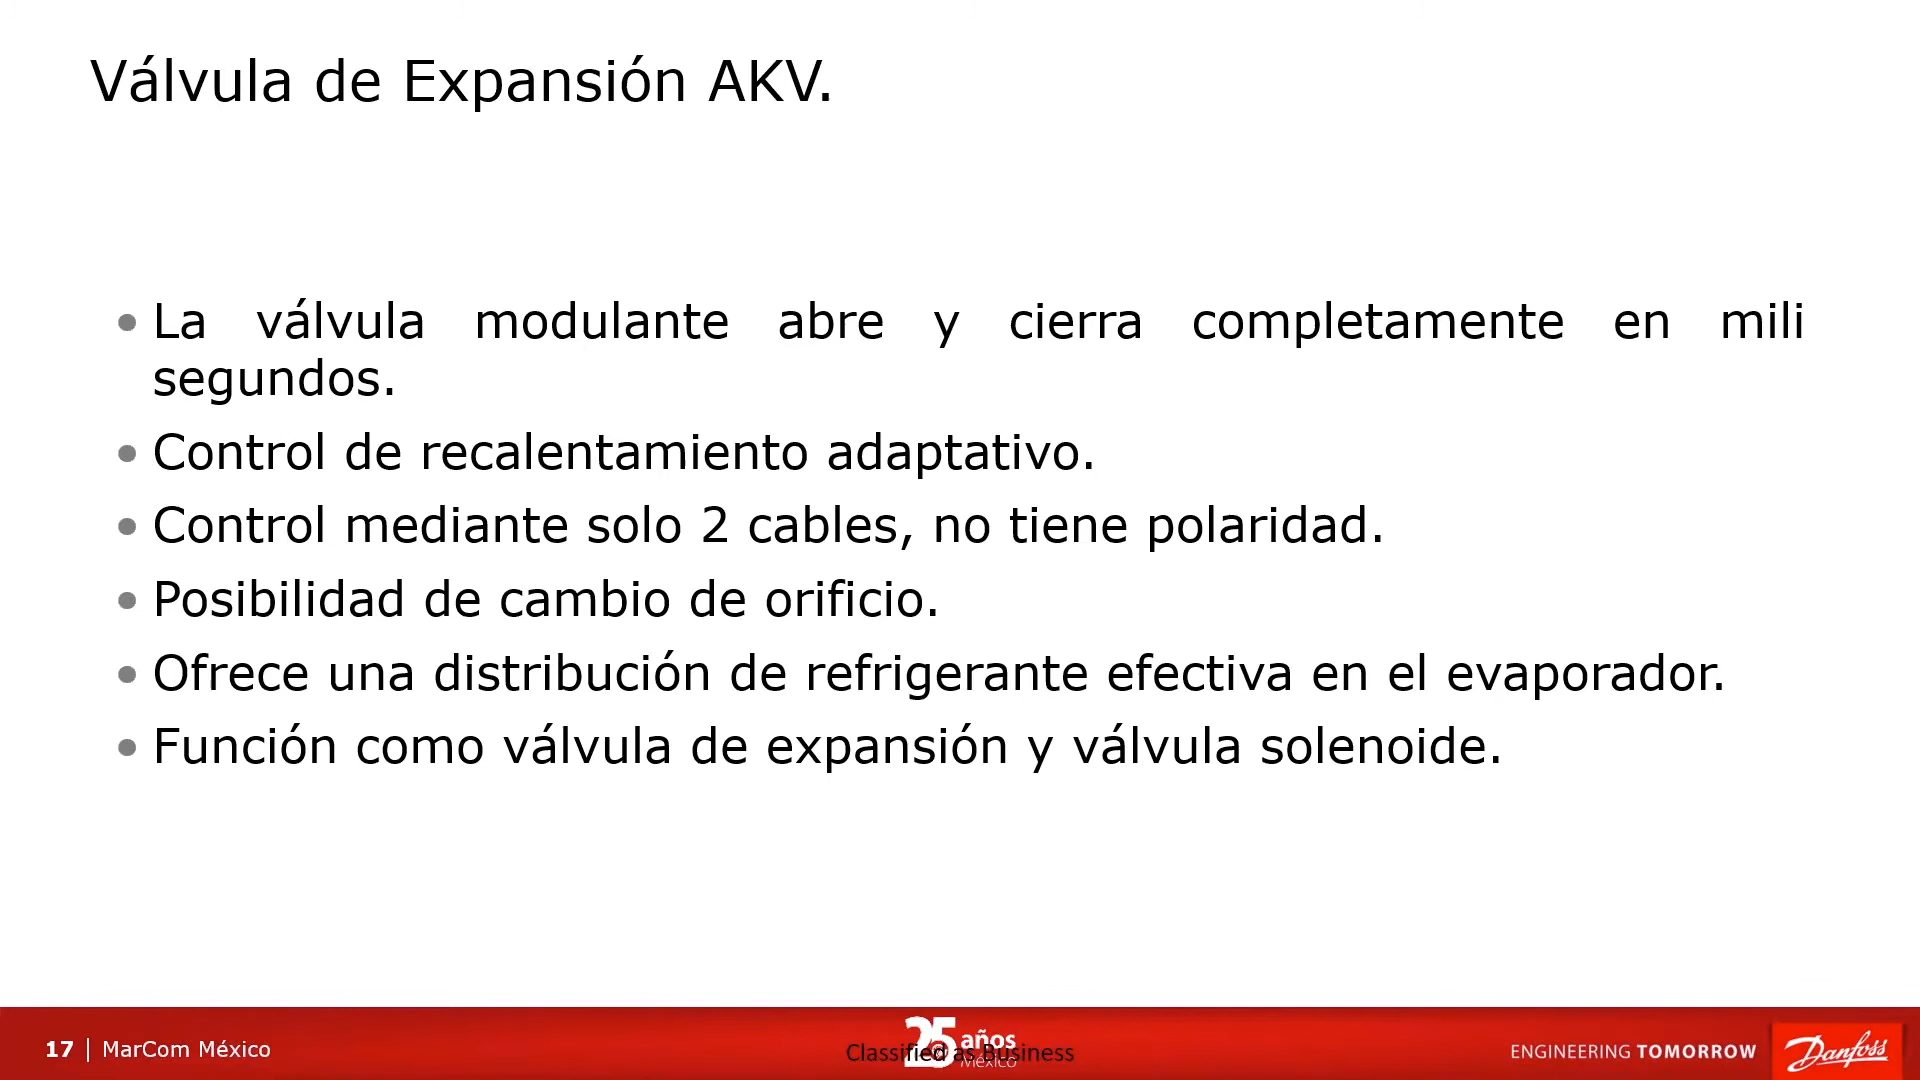 Válvula de Expansión AKV.
• La válvula modulante abre y cierra completamente en mili
segundos.
• Control de recalentamiento adaptativo.
• Control mediante solo 2 cables, no tiene polaridad.
• Posibilidad de cambio de orificio.
• Ofrece una distribución de refrigerante efectiva en el evaporador.
• Función como válvula de expansión y válvula solenoide.
17 | MarCom México
25 años
México
Classified as Business
ENGINEERING TOMORROW
Danfoss